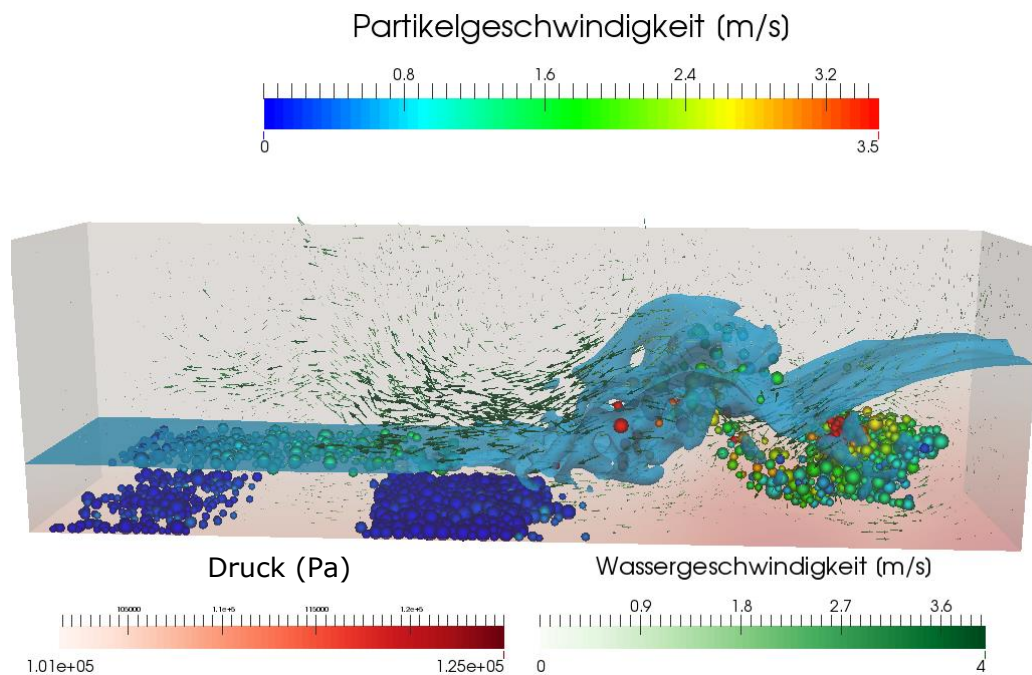 Partikelgeschwindigkeit (m/s)
0.8 1.6 2.4 3.2
0 3.5
Druck (Pa)
105000 1.1e+5 115000 1.2e+5
1.01e+05 1.25e+05
Wassergeschwindigkeit (m/s)
0.9 1.8 2.7 3.6
0 4